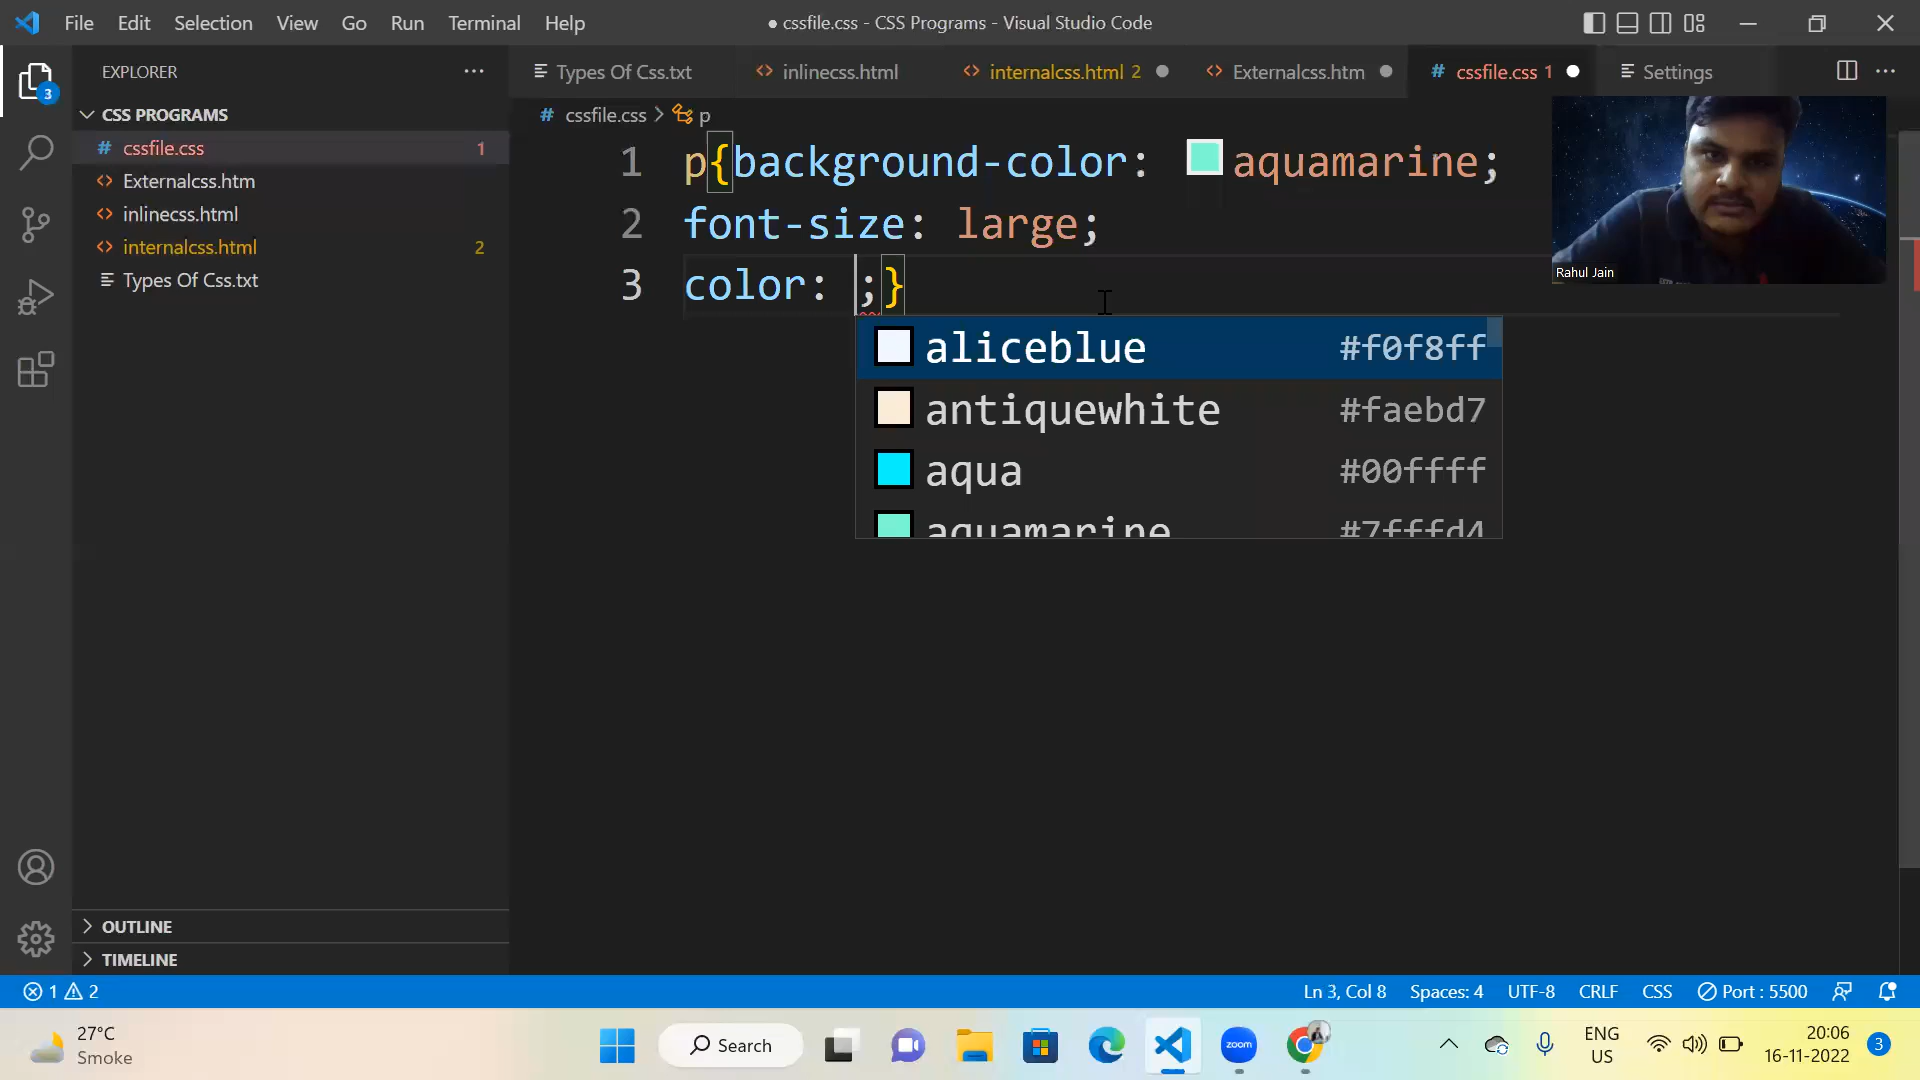 File Edit Selection View Go Run Terminal Help
● cssfile.css - CSS Programs - Visual Studio Code
EXPLORER
Types Of Css.txt
inlinecss.html
internalcss.html 2
Externalcss.htm
cssfile.css 1
Settings
3
CSS PROGRAMS
cssfile.css 1
Externalcss.htm
inlinecss.html
internalcss.html 2
Types Of Css.txt
cssfile.css > p
1 p{background-color: aquamarine;
2 font-size: large;
3 color: ;}
aliceblue #f0f8ff
antiquewhite #faebd7
aqua #00ffff
aquamarine #7fffd4
Rahul Jain
OUTLINE
TIMELINE
1 2
Ln 3, Col 8 Spaces: 4 UTF-8 CRLF CSS Port : 5500
27°C
Smoke
Search
zoom
ENG
US
20:06
16-11-2022
3